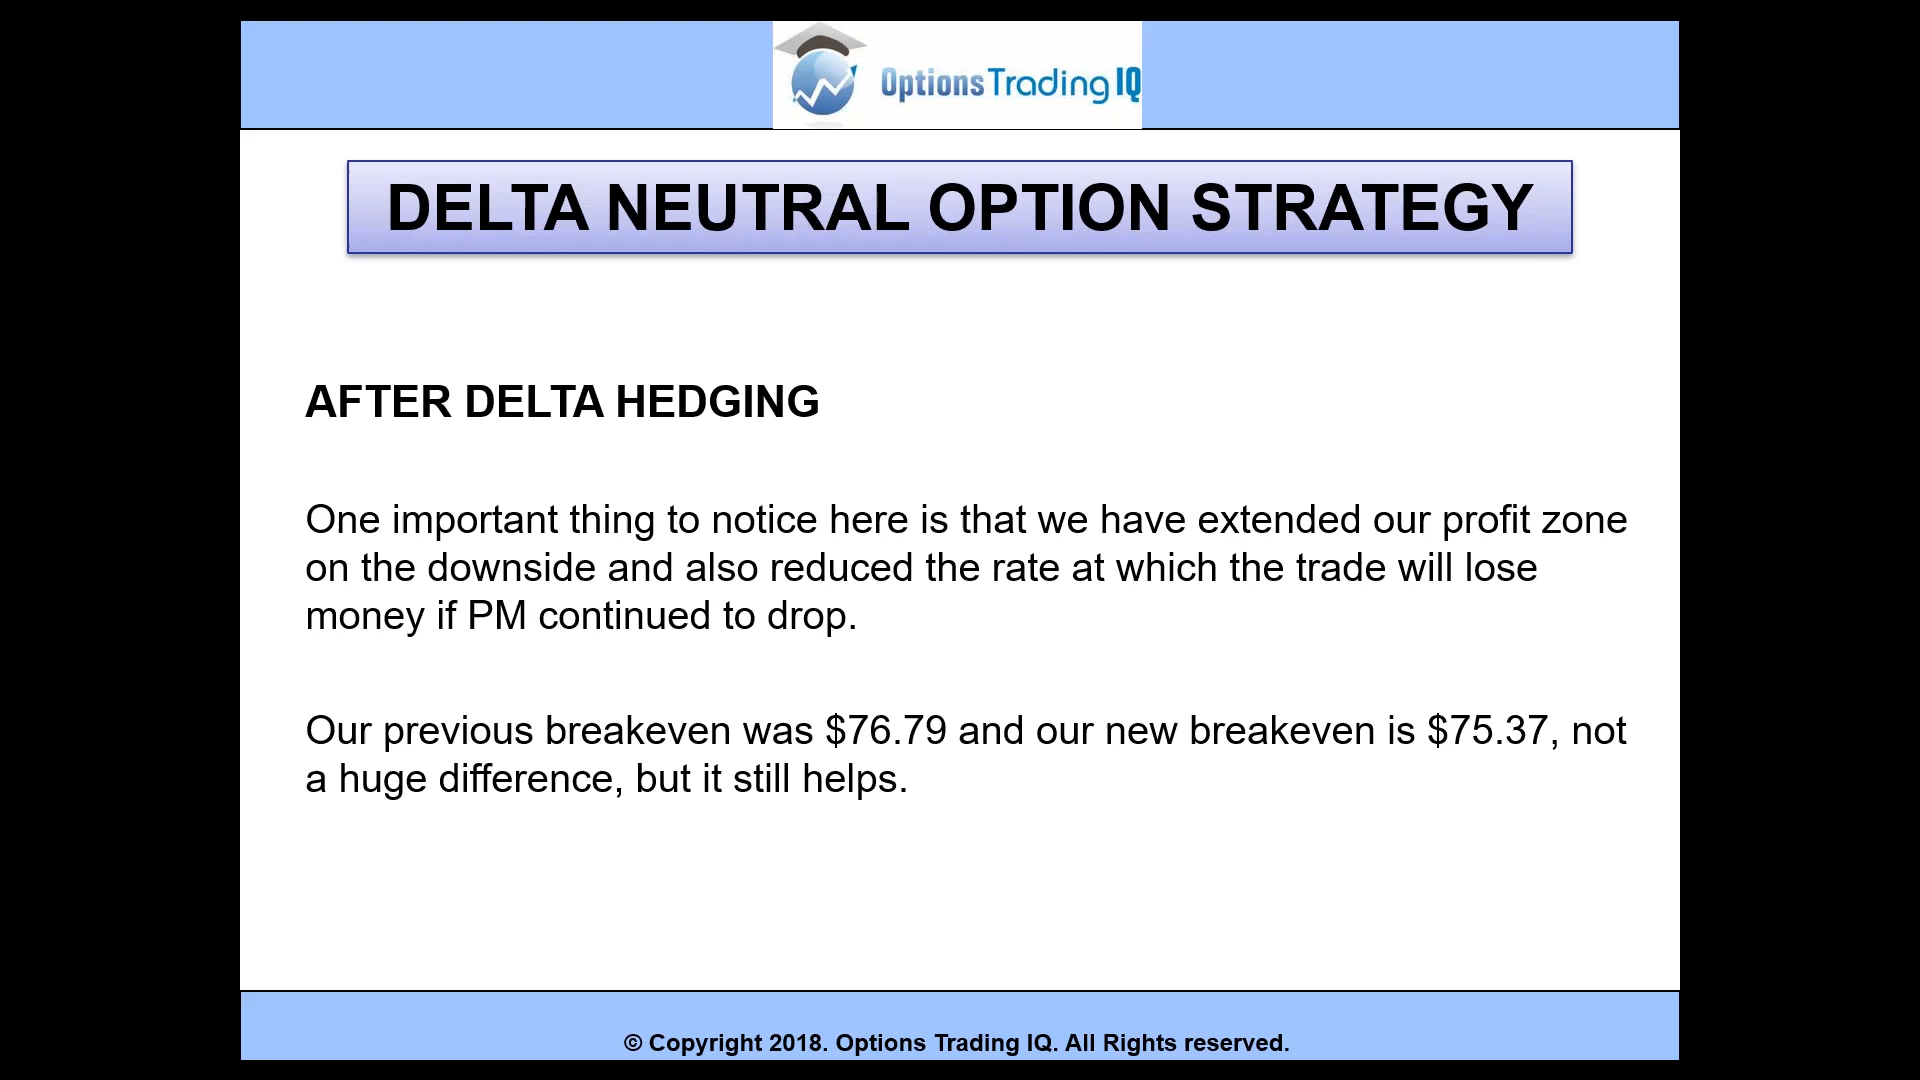 Options Trading IQ
DELTA NEUTRAL OPTION STRATEGY
AFTER DELTA HEDGING
One important thing to notice here is that we have extended our profit zone
on the downside and also reduced the rate at which the trade will lose
money if PM continued to drop.
Our previous breakeven was $76.79 and our new breakeven is $75.37, not
a huge difference, but it still helps.
© Copyright 2018. Options Trading IQ. All Rights reserved.